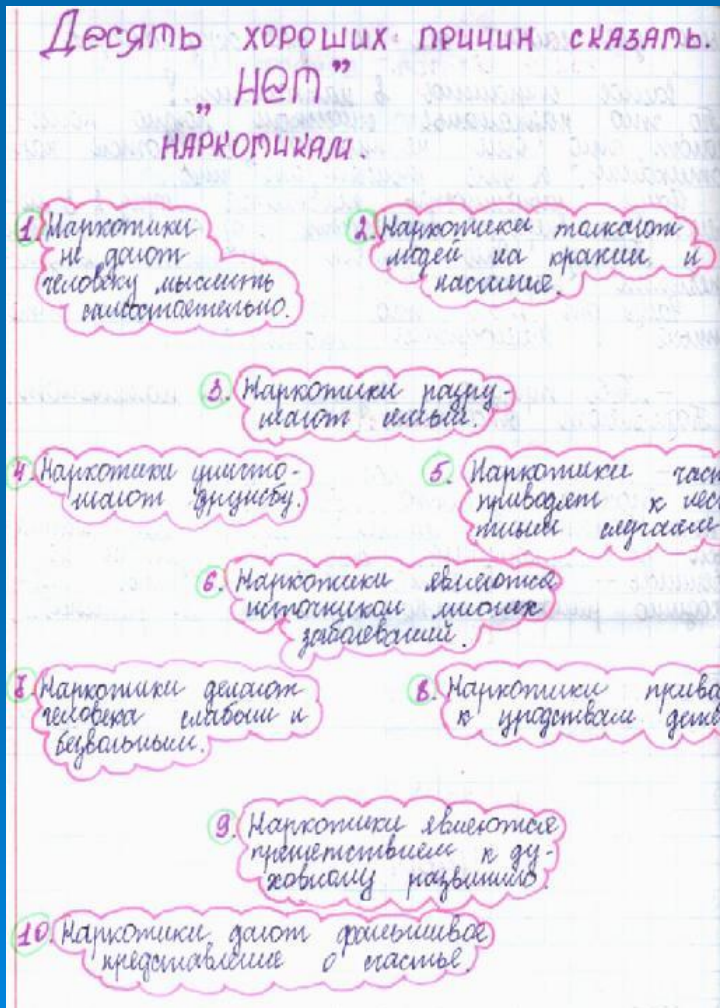 Десять хороших причин сказать.
„Нет”
наркотикам.
1. Наркотики
не дают
человеку мыслить
самостоятельно.
2. Наркотики толкают
людей на кражи и
насилие.
3. Наркотики разру-
шают семьи.
4. Наркотики уничто-
жают дружбу.
5. Наркотики час
приводят к нес
тным случаям
6. Наркотики являются
источником многих
заболеваний.
7. Наркотики делают
человека слабым и
безвольным.
8. Наркотики приво
к уродствам дете
9. Наркотики являются
препятствием к ду-
ховному развитию.
10. Наркотики дают фальшивое
представление о счастье.